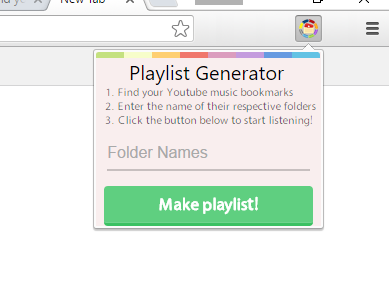 New Tab
Playlist Generator
1. Find your Youtube music bookmarks
2. Enter the name of their respective folders
3. Click the button below to start listening!
Folder Names
Make playlist!